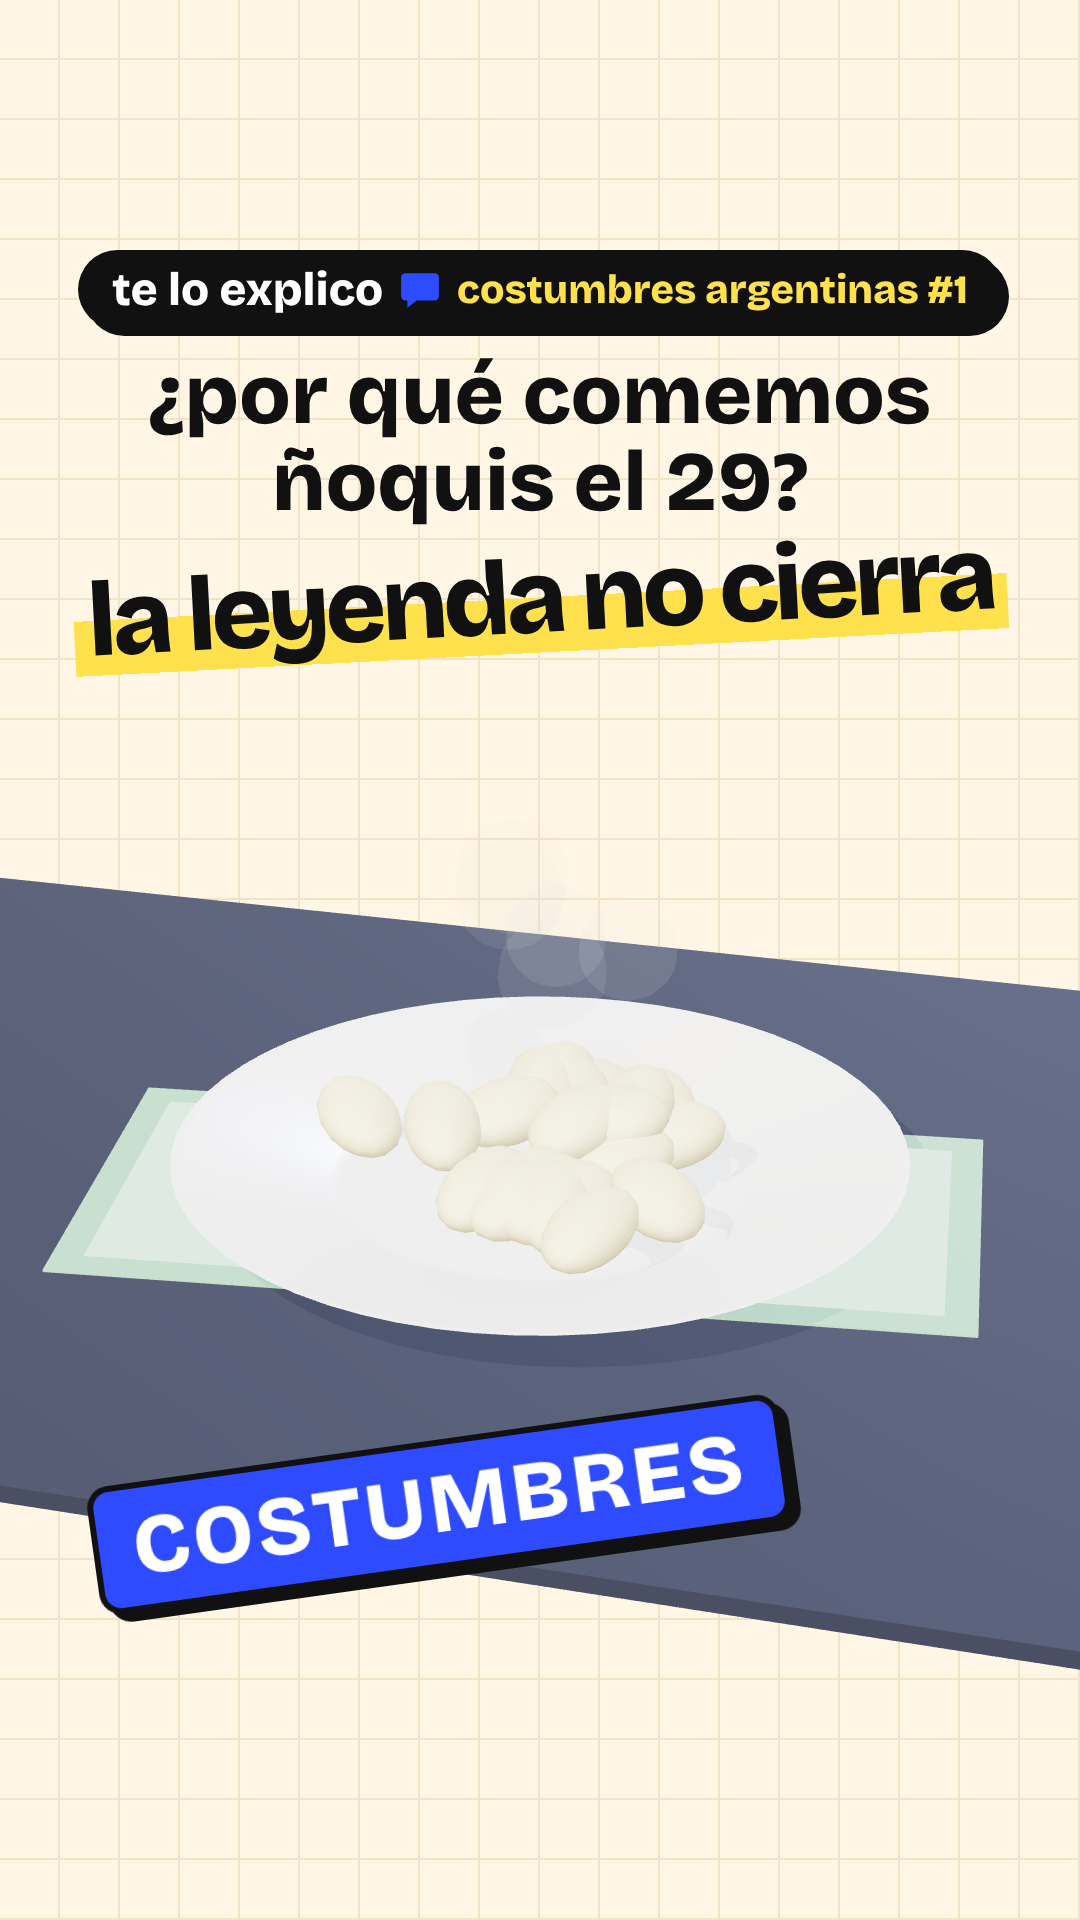 te lo explico costumbres argentinas #1
¿por qué comemos
ñoquis el 29?
la leyenda no cierra
COSTUMBRES